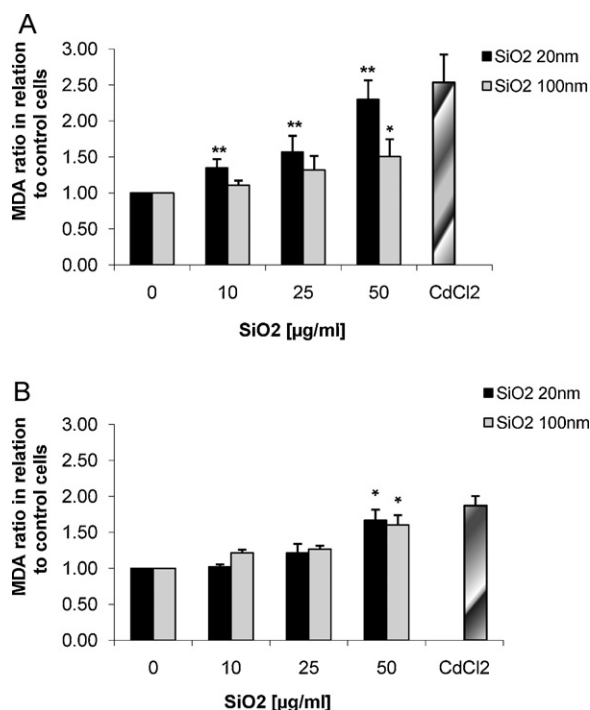 A
MDA ratio in relation
to control cells
3.00
2.50
2.00
1.50
1.00
0.50
0.00
** ** ** *
SiO2 20nm
SiO2 100nm
0 10 25 50 CdCl2
SiO2 [µg/ml]
B
MDA ratio in relation
to control cells
3.00
2.50
2.00
1.50
1.00
0.50
0.00
* *
SiO2 20nm
SiO2 100nm
0 10 25 50 CdCl2
SiO2 [µg/ml]